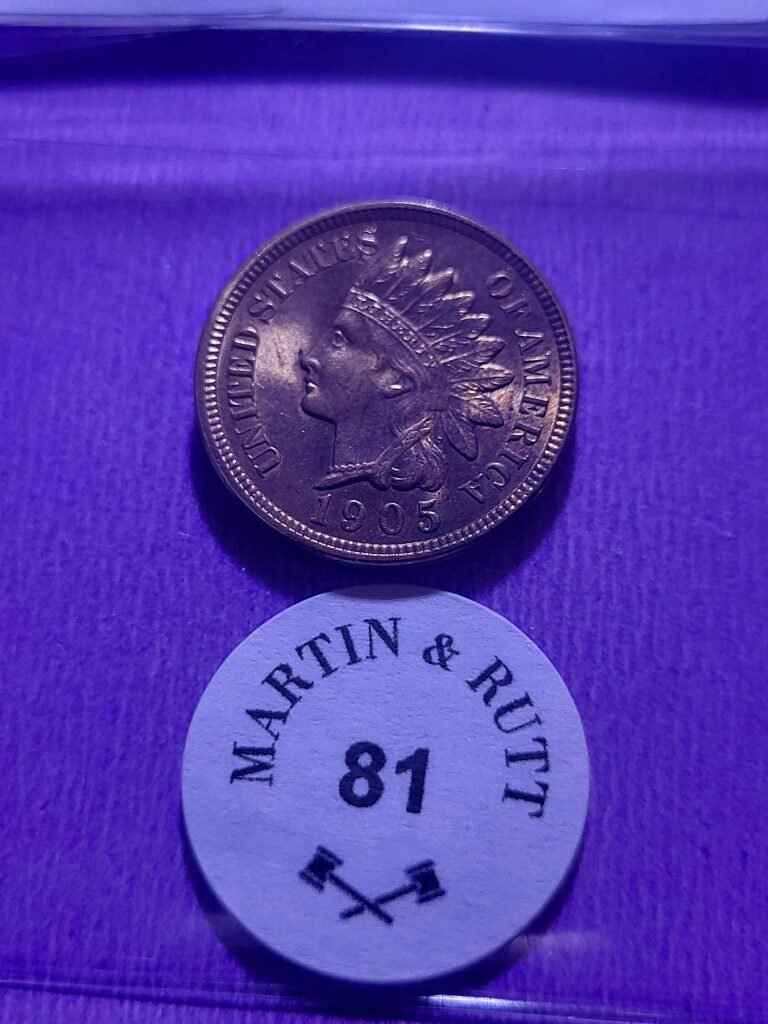 UNITED STATES OF AMERICA
1905
MARTIN & RUTT
81